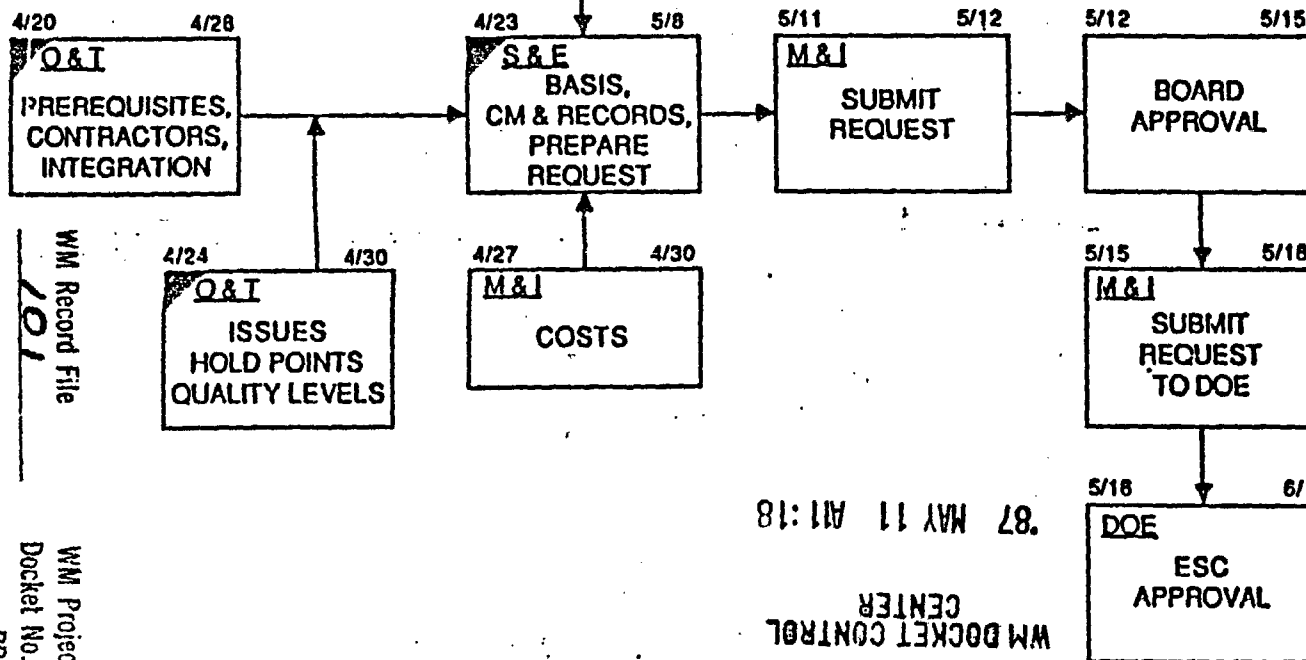 4/20 4/28
O & T
PREREQUISITES,
CONTRACTORS,
INTEGRATION
4/23 5/8
S & E
BASIS,
CM & RECORDS,
PREPARE
REQUEST
5/11 5/12
M & I
SUBMIT
REQUEST
5/12 5/15
BOARD
APPROVAL
4/24 4/30
O & T
ISSUES
HOLD POINTS
QUALITY LEVELS
4/27 4/30
M & I
COSTS
5/15 5/18
M & I
SUBMIT
REQUEST
TO DOE
5/18 6/
DOE
ESC
APPROVAL
WM Record File
101
WM Projec
Docket No.
'87 MAY 11 A11:18
WM DOCKET CONTROL
CENTER